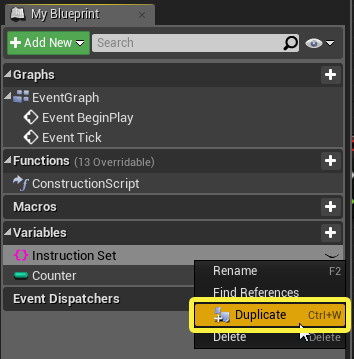 My Blueprint
Add New
Search
Graphs
EventGraph
Event BeginPlay
Event Tick
Functions (13 Overridable)
ConstructionScript
Macros
Variables
Instruction Set
Counter
Event Dispatchers
Rename F2
Find References
Duplicate Ctrl+W
Delete Delete